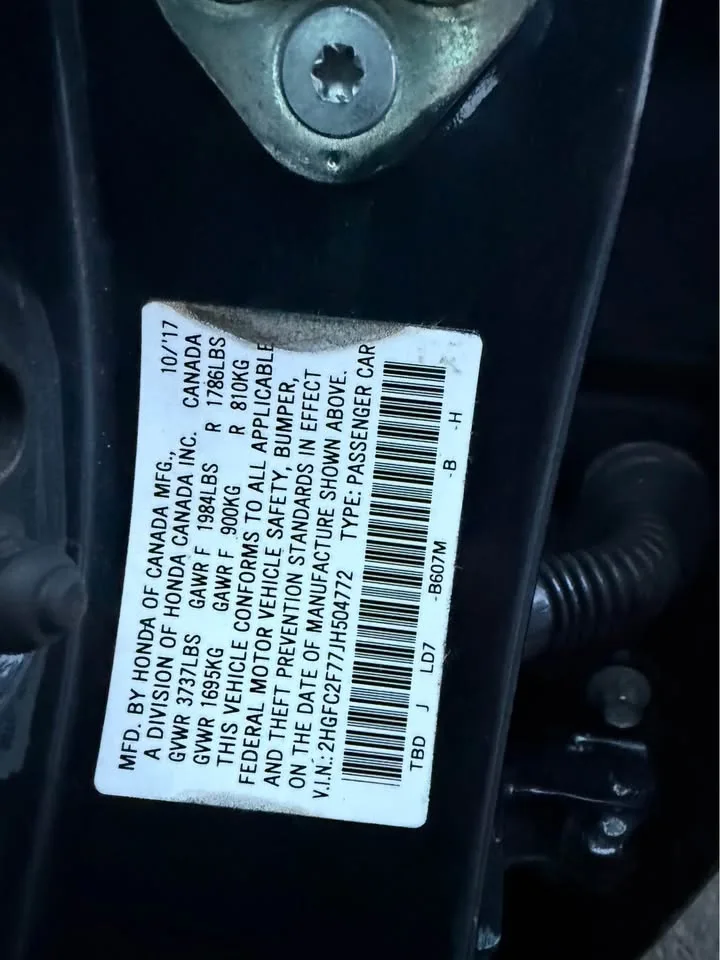 MFD. BY HONDA OF CANADA MFG., 10/'17
A DIVISION OF HONDA CANADA INC. CANADA
GVWR 3737LBS GAWR F 1984LBS R 1786LBS
GVWR 1695KG GAWR F 900KG R 810KG
THIS VEHICLE CONFORMS TO ALL APPLICABLE
FEDERAL MOTOR VEHICLE SAFETY, BUMPER,
AND THEFT PREVENTION STANDARDS IN EFFECT
ON THE DATE OF MANUFACTURE SHOWN ABOVE.
V.I.N.: 2HGFC2F77JH504772 TYPE: PASSENGER CAR
TBD J LD7 -B607M -B -H